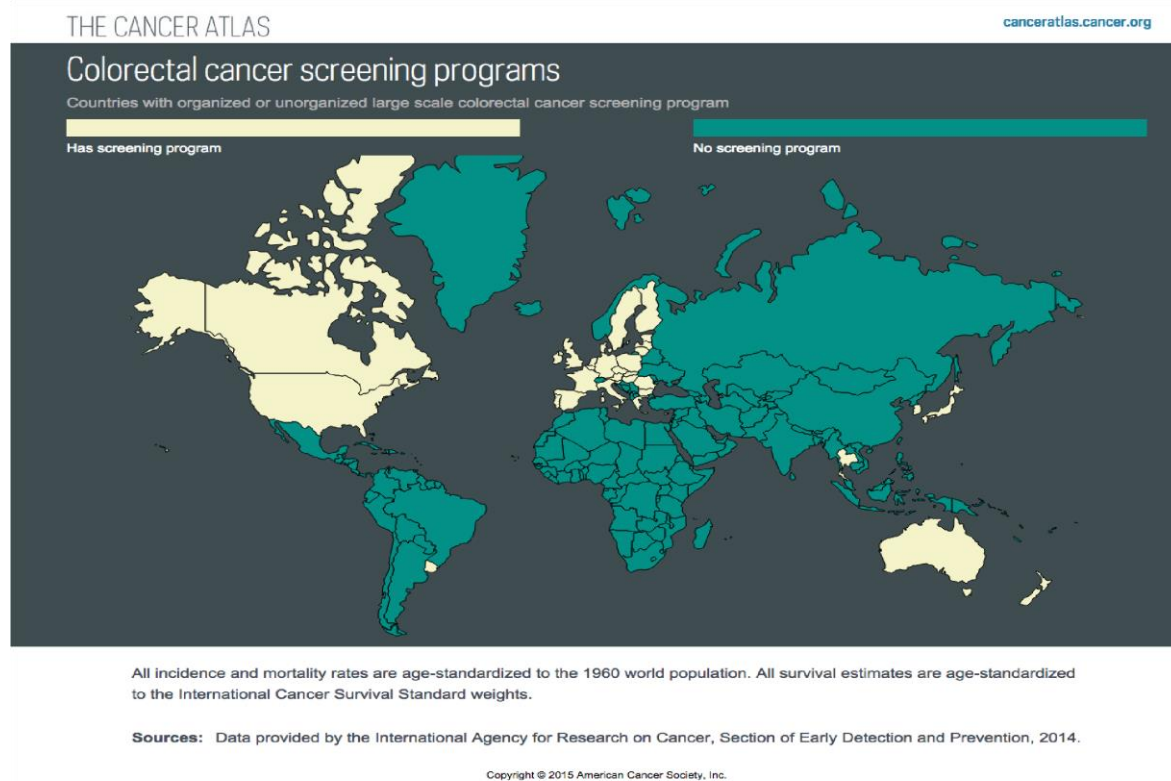 THE CANCER ATLAS
canceratlas.cancer.org
Colorectal cancer screening programs
Countries with organized or unorganized large scale colorectal cancer screening program
Has screening program
No screening program
All incidence and mortality rates are age-standardized to the 1960 world population. All survival estimates are age-standardized
to the International Cancer Survival Standard weights.
Sources: Data provided by the International Agency for Research on Cancer, Section of Early Detection and Prevention, 2014.
Copyright © 2015 American Cancer Society, Inc.